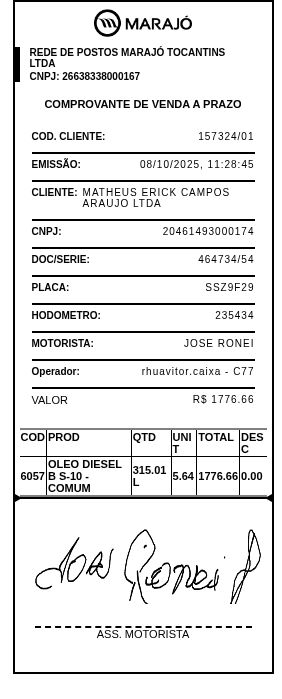 MARAJÓ
REDE DE POSTOS MARAJÓ TOCANTINS
LTDA
CNPJ: 26638338000167
COMPROVANTE DE VENDA A PRAZO
COD. CLIENTE: 157324/01
EMISSÃO: 08/10/2025, 11:28:45
CLIENTE: MATHEUS ERICK CAMPOS
ARAUJO LTDA
CNPJ: 20461493000174
DOC/SERIE: 464734/54
PLACA: SSZ9F29
HODOMETRO: 235434
MOTORISTA: JOSE RONEI
Operador: rhuavitor.caixa - C77
VALOR R$ 1776.66
COD PROD QTD UNI TOTAL DES
T C
OLEO DIESEL
6057 B S-10 - 315.01 5.64 1776.66 0.00
COMUM L
Jose Ronei P
ASS. MOTORISTA